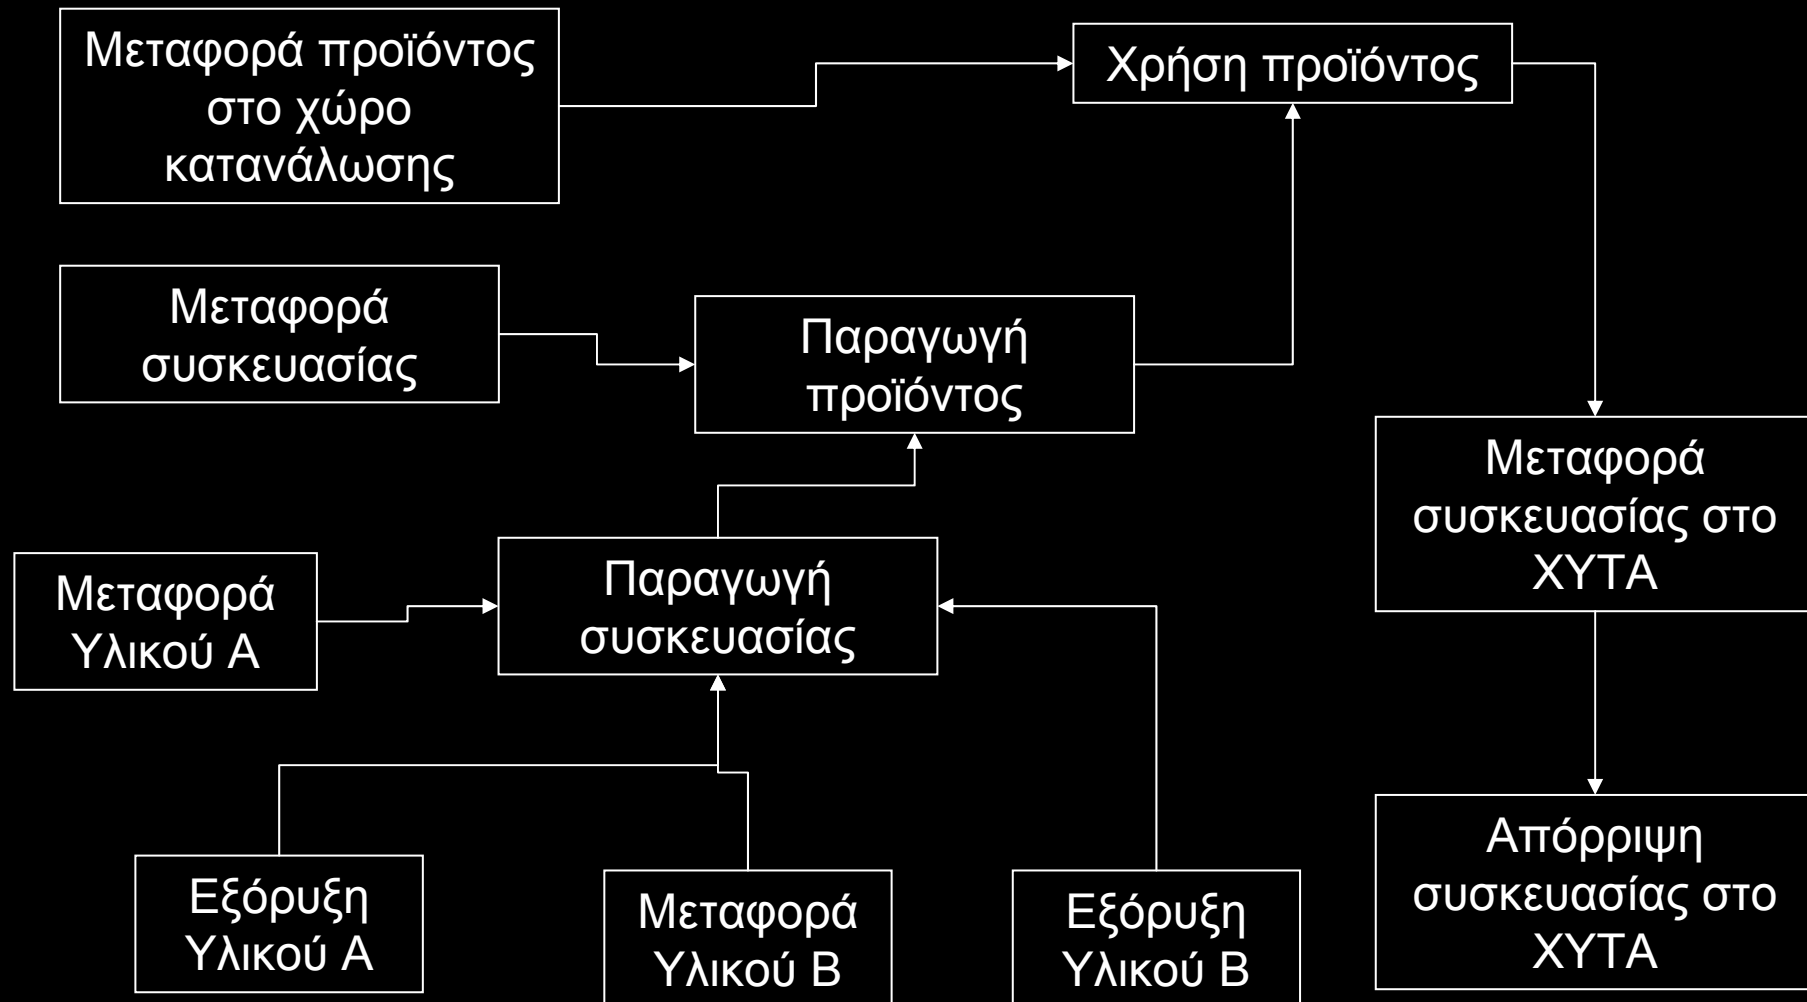 Μεταφορά προϊόντος
στο χώρο
κατανάλωσης
Χρήση προϊόντος
Μεταφορά
συσκευασίας
Παραγωγή
προϊόντος
Μεταφορά
συσκευασίας στο
ΧΥΤΑ
Μεταφορά
Υλικού Α
Παραγωγή
συσκευασίας
Εξόρυξη
Υλικού Α
Μεταφορά
Υλικού Β
Εξόρυξη
Υλικού Β
Απόρριψη
συσκευασίας στο
ΧΥΤΑ